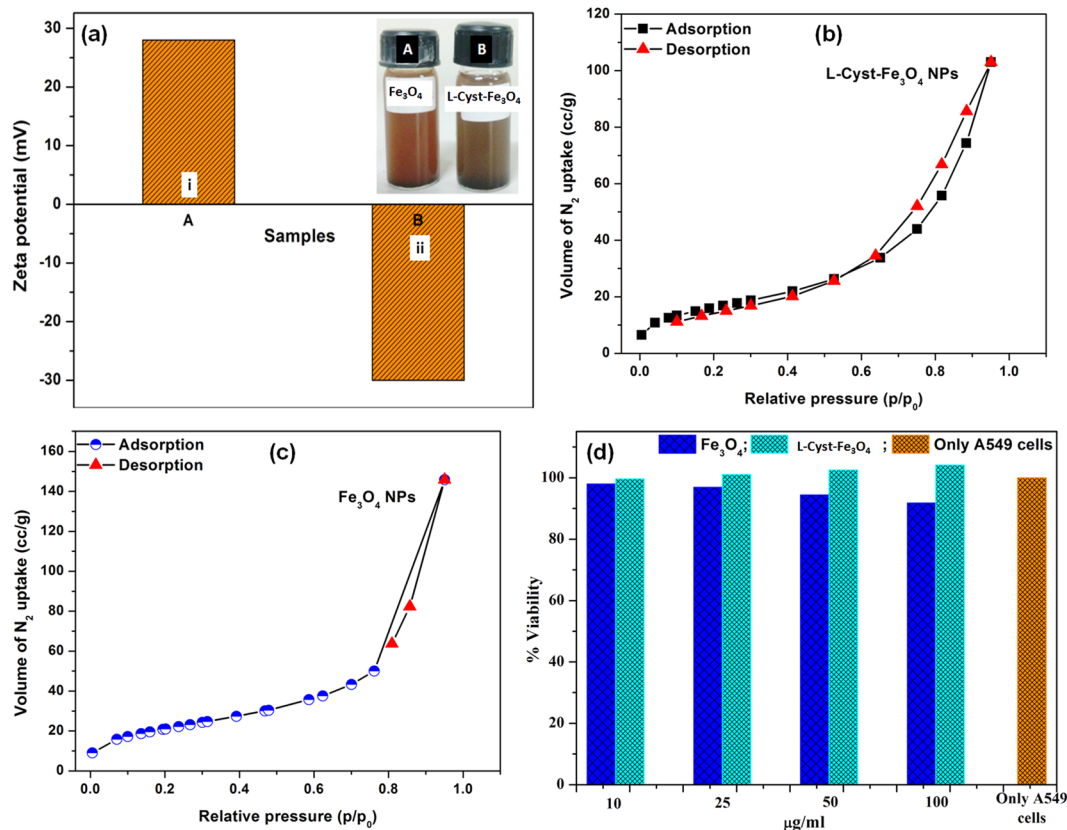 (a)
30
20
10
0
-10
-20
-30
Zeta potential (mV)
A
B
Fe₃O₄
L-Cyst-Fe₃O₄
i
A
Samples
B
ii
(b)
120
100
80
60
40
20
0
Volume of N₂ uptake (cc/g)
Adsorption
Desorption
L-Cyst-Fe₃O₄ NPs
0.0 0.2 0.4 0.6 0.8 1.0
Relative pressure (p/p₀)
(c)
160
140
120
100
80
60
40
20
0
Volume of N₂ uptake (cc/g)
Adsorption
Desorption
Fe₃O₄ NPs
0.0 0.2 0.4 0.6 0.8 1.0
Relative pressure (p/p₀)
(d)
Fe₃O₄; L-Cyst-Fe₃O₄ ; Only A549 cells
100
80
60
40
20
0
% Viability
10 25 50 100 Only A549
cells
µg/ml